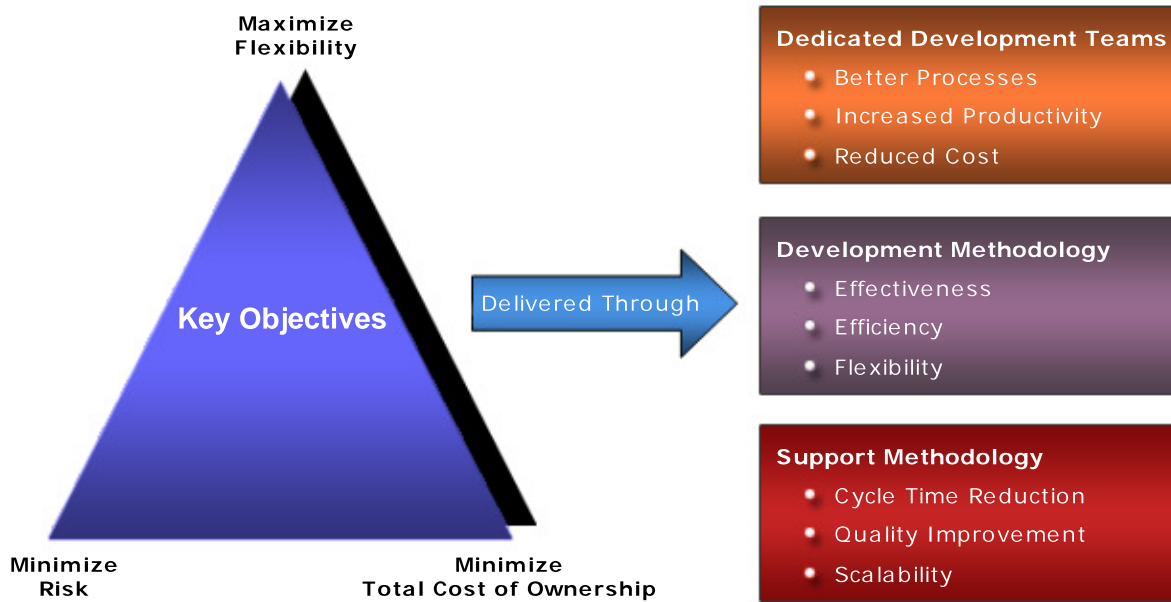 Maximize
Flexibility
Key Objectives
Minimize
Risk
Minimize
Total Cost of Ownership
Delivered Through
Dedicated Development Teams
Better Processes
Increased Productivity
Reduced Cost
Development Methodology
Effectiveness
Efficiency
Flexibility
Support Methodology
Cycle Time Reduction
Quality Improvement
Scalability